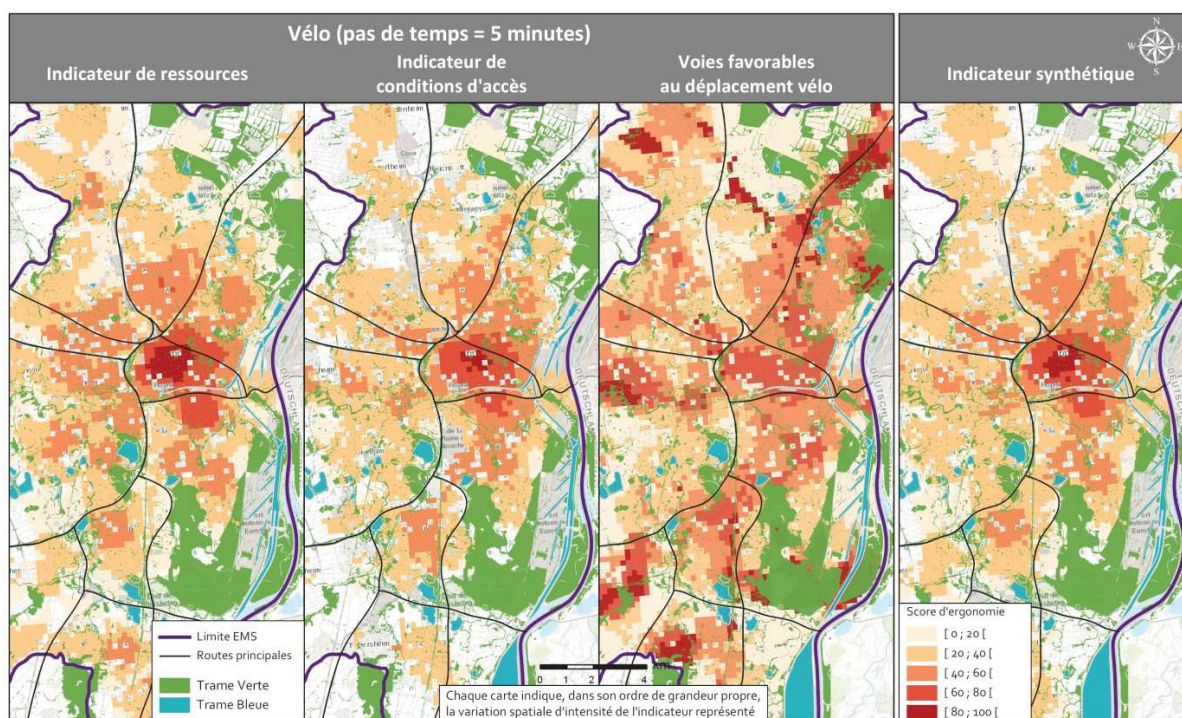 Vélo (pas de temps = 5 minutes)
Indicateur de ressources
Indicateur de
conditions d'accès
Voies favorables
au déplacement vélo
Indicateur synthétique
N
W
E
S
DEUTSCHLAND
Limite EMS
Routes principales
Trame Verte
Trame Bleue
0
2
Chaque carte indique, dans son ordre de grandeur propre,
la variation spatiale d'intensité de l'indicateur représenté
Score d'ergonomie
[ 0 ; 20 [
[ 20 ; 40 [
[ 40 ; 60 [
[ 60 ; 80 [
[ 80 ; 100 [